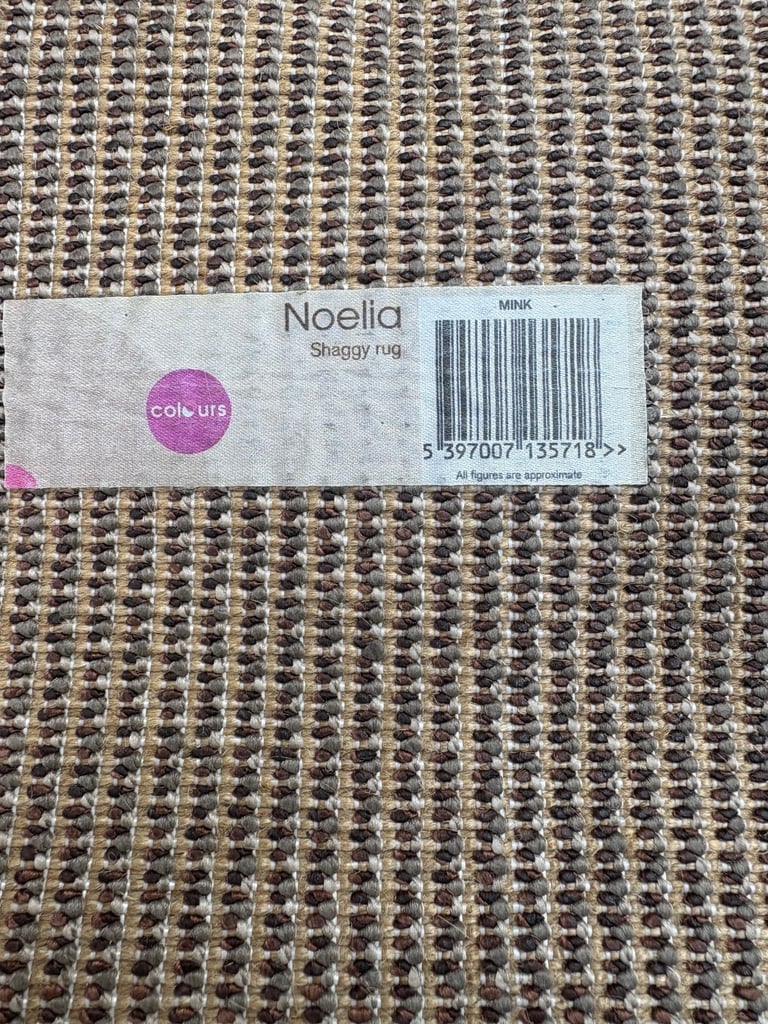 Noelia
Shaggy rug
colours
MINK
5 397007 135718 >>
All figures are approximate